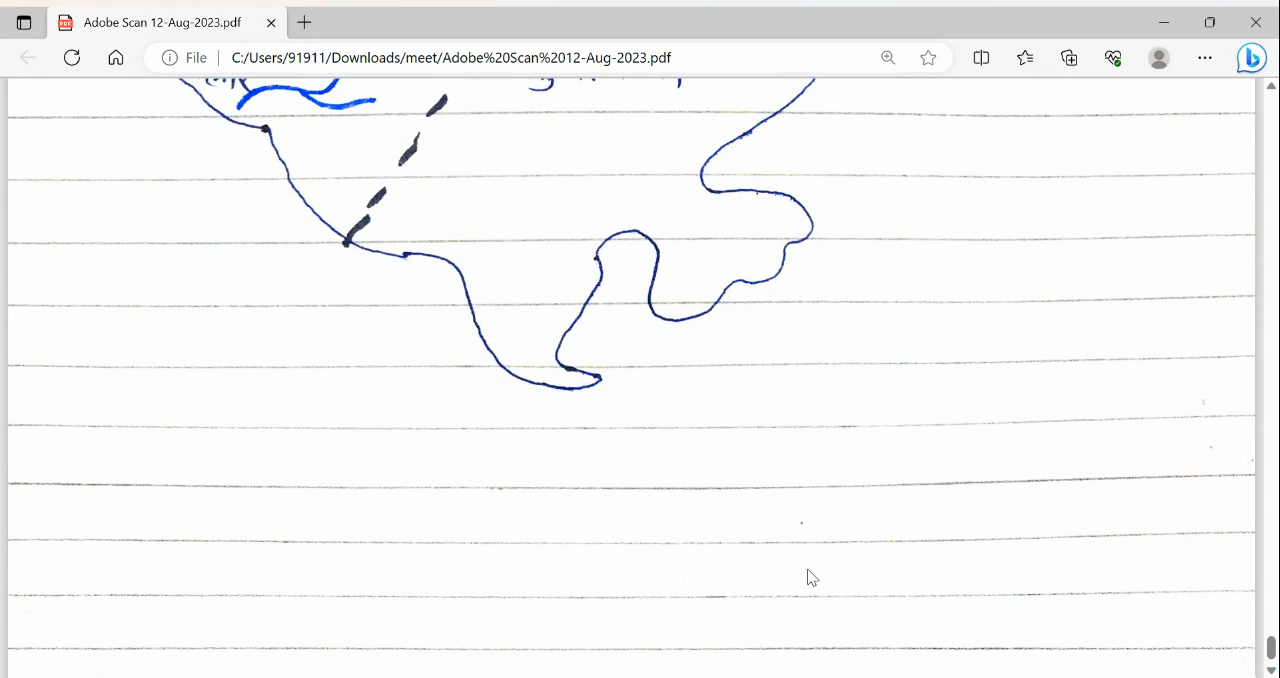 Adobe Scan 12-Aug-2023.pdf
File
C:/Users/91911/Downloads/meet/Adobe%20Scan%2012-Aug-2023.pdf